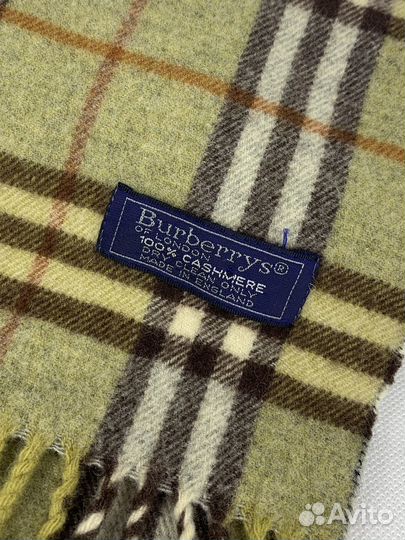 Burberrys®
OF LONDON
100% CASHMERE
DRY CLEAN ONLY
MADE IN ENGLAND
Avito